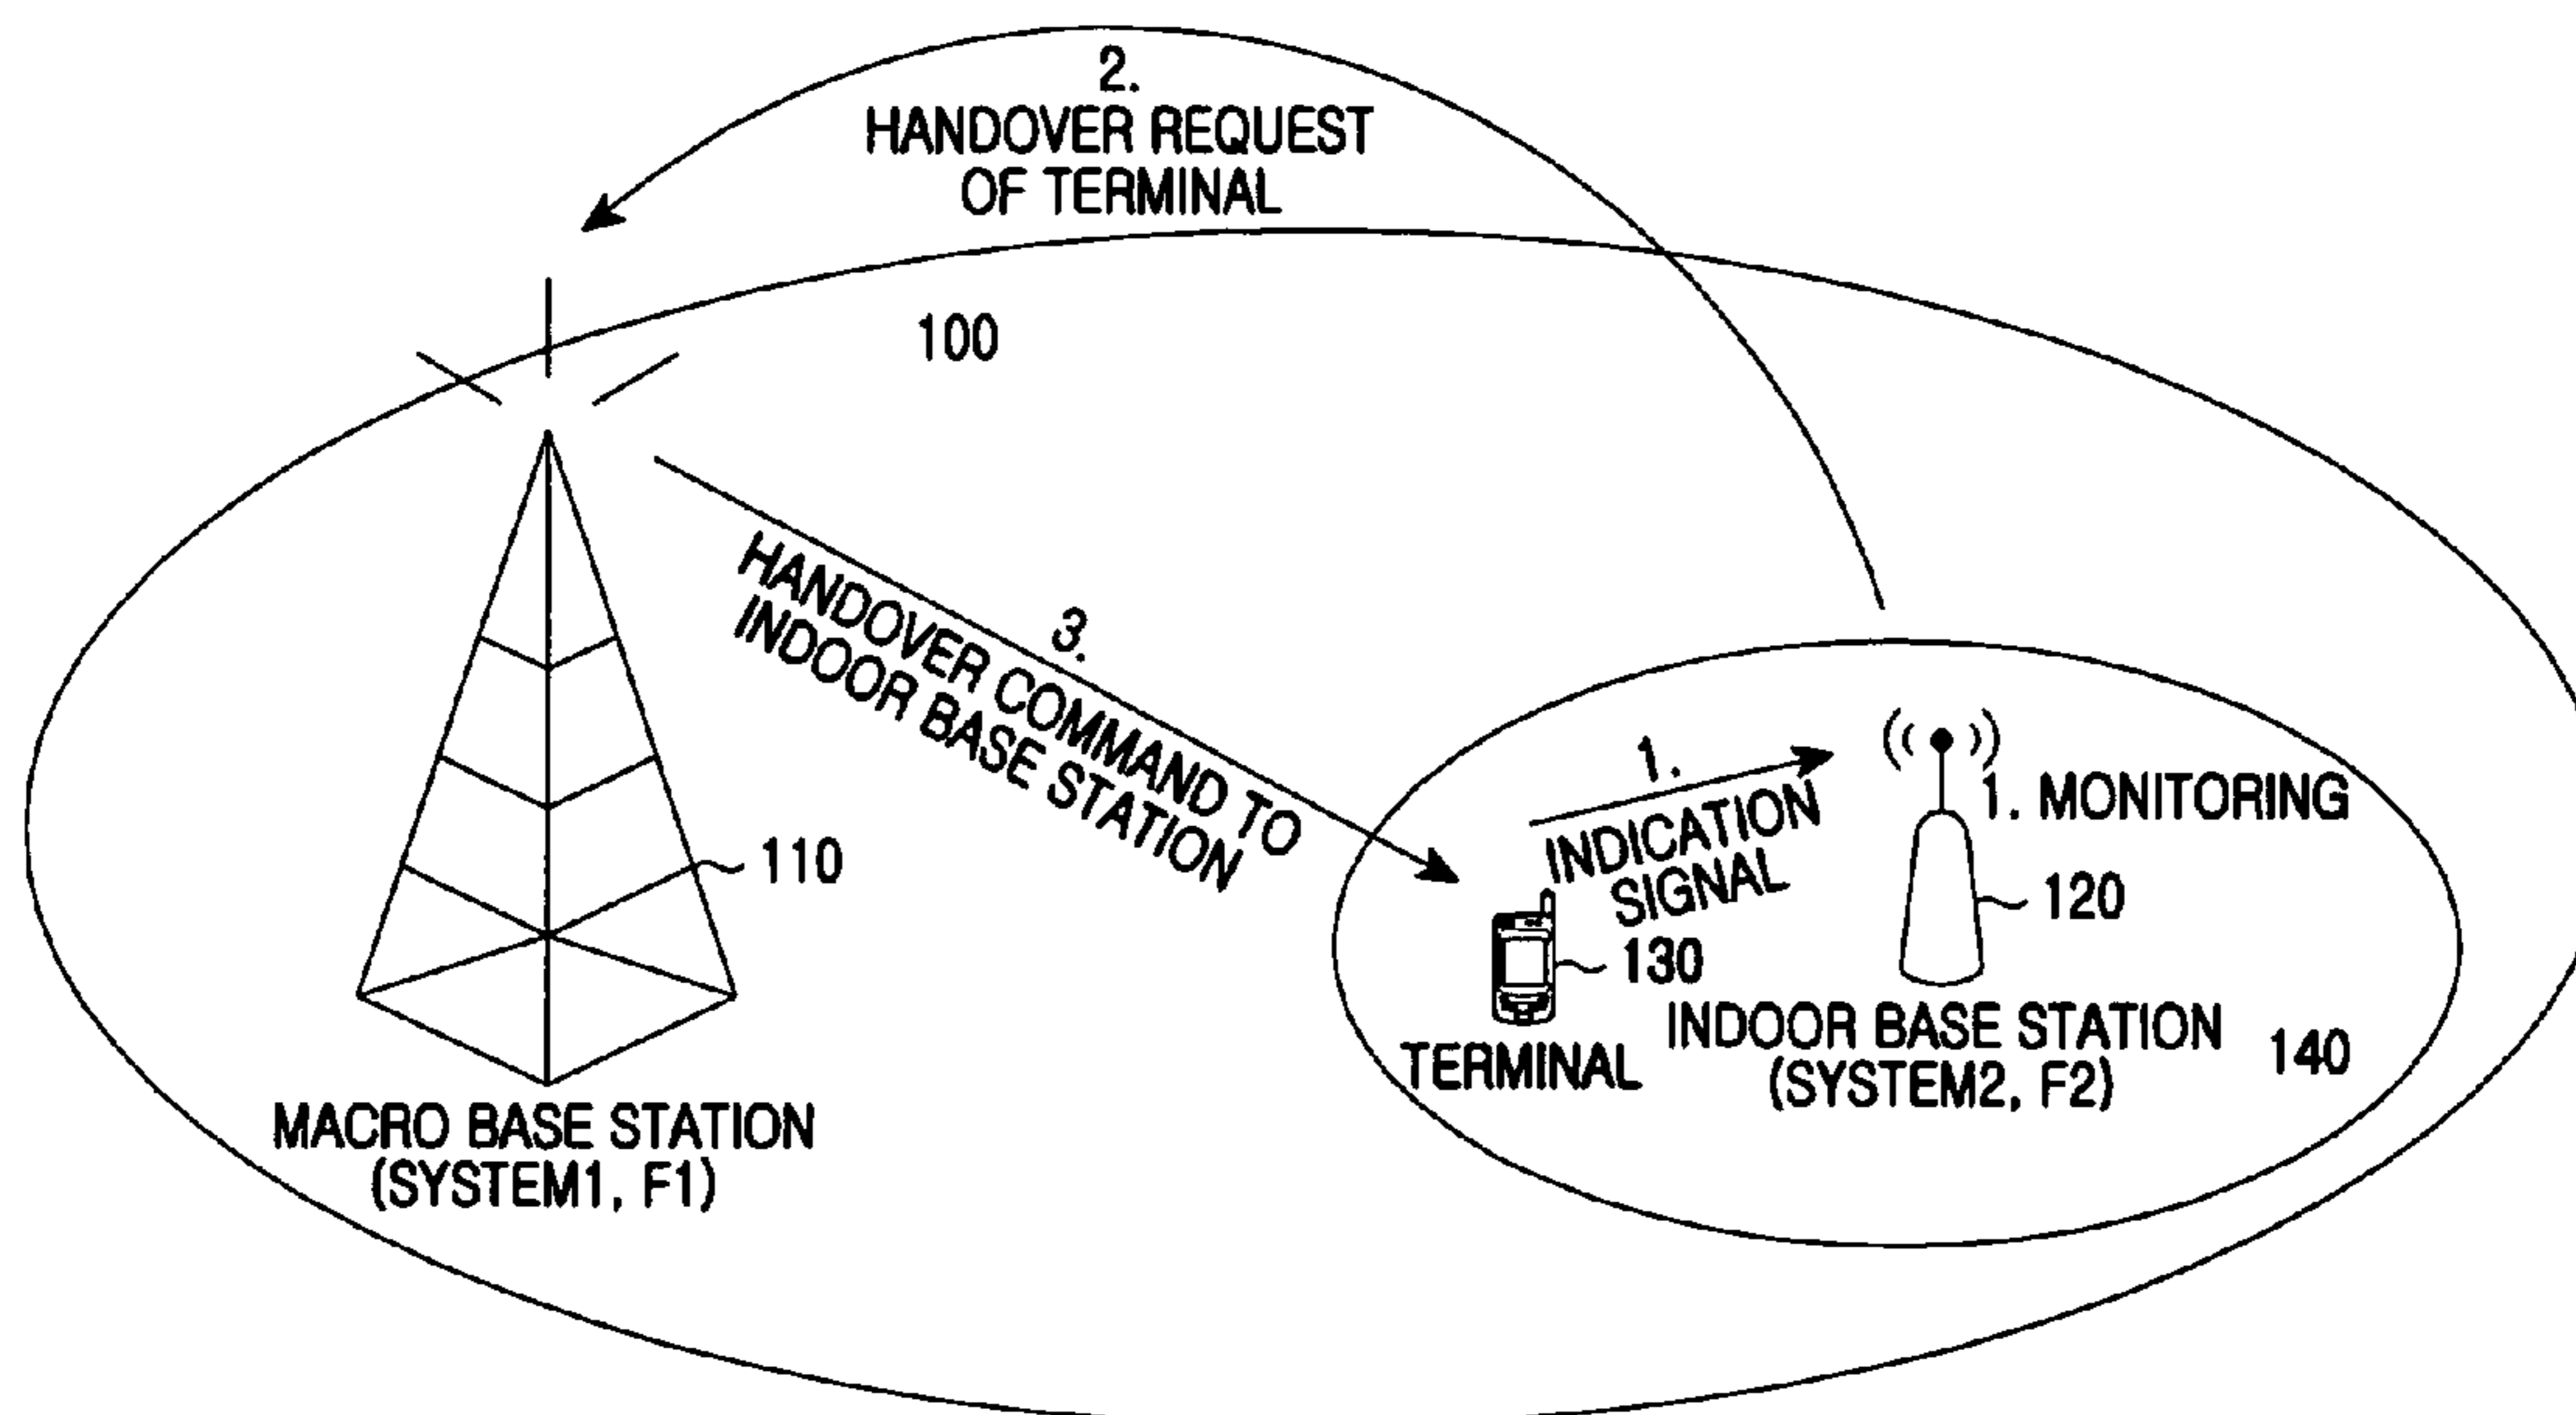 2.
HANDOVER REQUEST
OF TERMINAL
100
3.
HANDOVER COMMAND TO
INDOOR BASE STATION
110
MACRO BASE STATION
(SYSTEM1, F1)
1.
INDICATION
SIGNAL
1. MONITORING
120
130
TERMINAL
INDOOR BASE STATION
(SYSTEM2, F2)
140